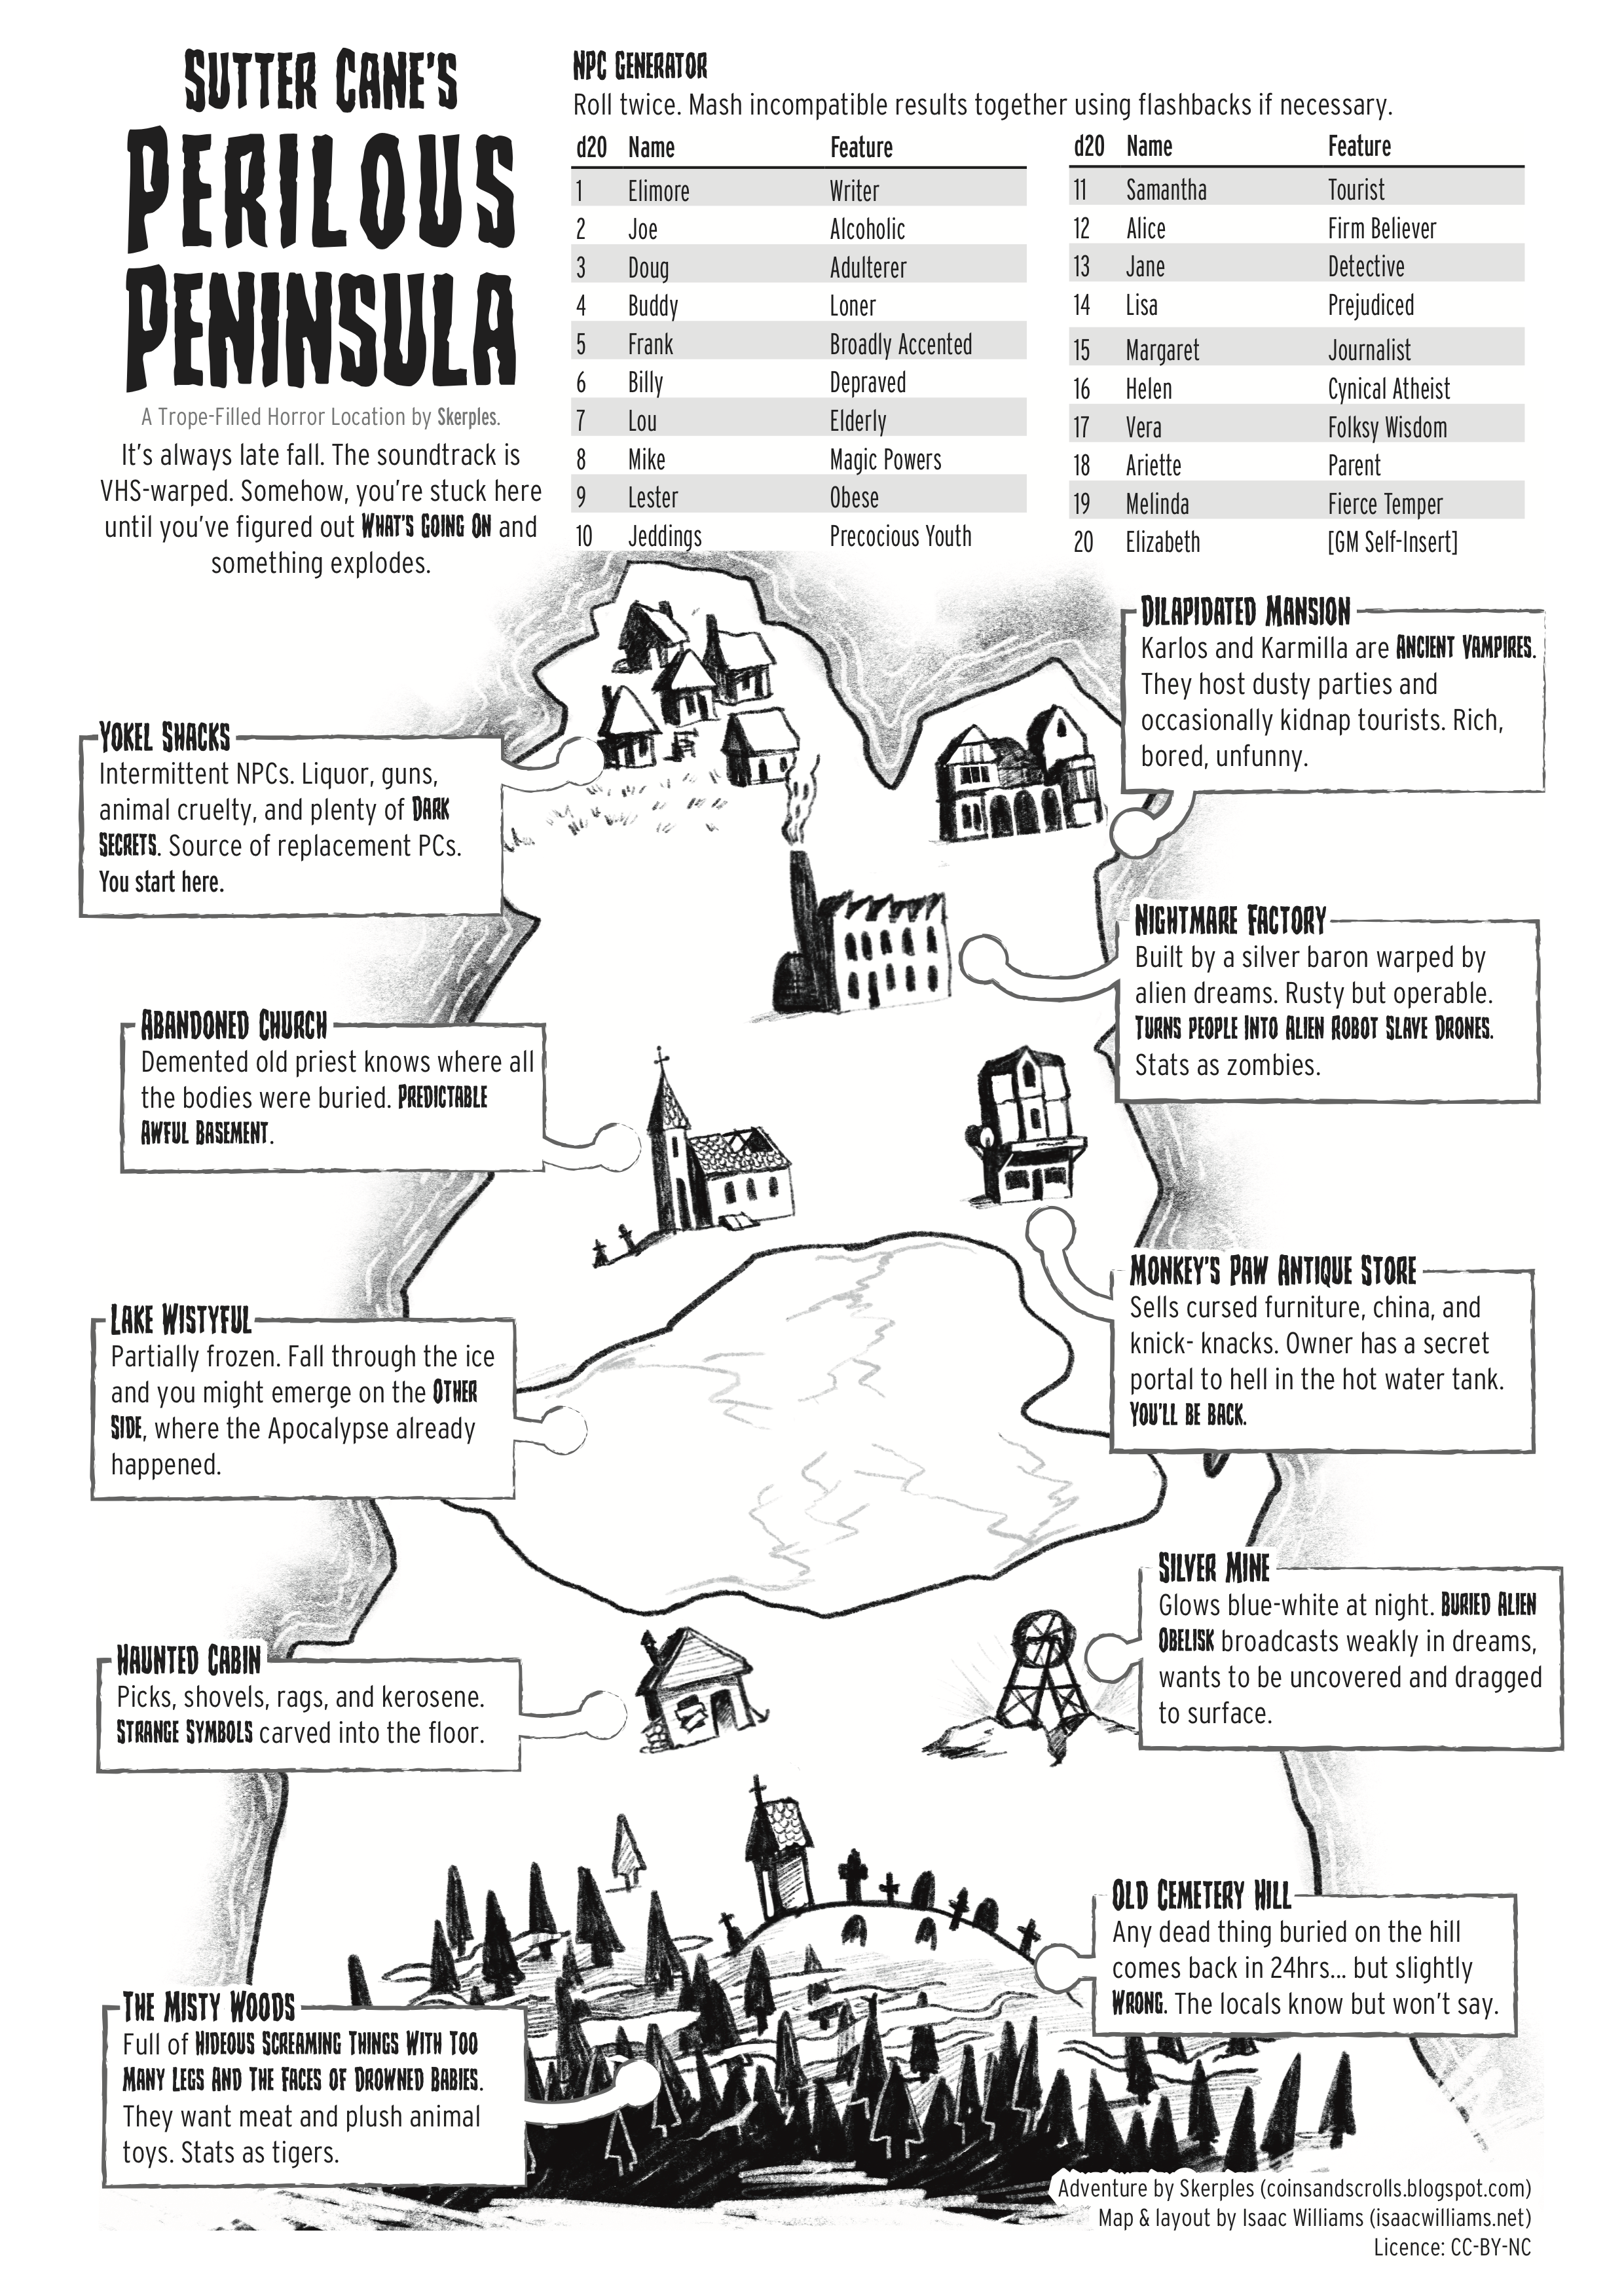 SUTTER CANE'S
PERILOUS
PENINSULA
A Trope-Filled Horror Location by Skerples.
It's always late fall. The soundtrack is
VHS-warped. Somehow, you're stuck here
until you've figured out WHAT'S GOING ON and
something explodes.
NPC GENERATOR
Roll twice. Mash incompatible results together using flashbacks if necessary.
d20 Name Feature
1 Elimore Writer
2 Joe Alcoholic
3 Doug Adulterer
4 Buddy Loner
5 Frank Broadly Accented
6 Billy Depraved
7 Lou Elderly
8 Mike Magic Powers
9 Lester Obese
10 Jeddings Precocious Youth
d20 Name Feature
11 Samantha Tourist
12 Alice Firm Believer
13 Jane Detective
14 Lisa Prejudiced
15 Margaret Journalist
16 Helen Cynical Atheist
17 Vera Folksy Wisdom
18 Ariette Parent
19 Melinda Fierce Temper
20 Elizabeth [GM Self-Insert]
DILAPIDATED MANSION
Karlos and Karmilla are ANCIENT VAMPIRES.
They host dusty parties and
occasionally kidnap tourists. Rich,
bored, unfunny.
YOKEL SHACKS
Intermittent NPCs. Liquor, guns,
animal cruelty, and plenty of DARK
SECRETS. Source of replacement PCs.
You start here.
NIGHTMARE FACTORY
Built by a silver baron warped by
alien dreams. Rusty but operable.
TURNS PEOPLE INTO ALIEN ROBOT SLAVE DRONES.
Stats as zombies.
ABANDONED CHURCH
Demented old priest knows where all
the bodies were buried. PREDICTABLE
AWFUL BASEMENT.
MONKEY'S PAW ANTIQUE STORE
Sells cursed furniture, china, and
knick- knacks. Owner has a secret
portal to hell in the hot water tank.
YOU'LL BE BACK.
LAKE WISTYFUL
Partially frozen. Fall through the ice
and you might emerge on the OTHER
SIDE, where the Apocalypse already
happened.
SILVER MINE
Glows blue-white at night. BURIED ALIEN
OBELISK broadcasts weakly in dreams,
wants to be uncovered and dragged
to surface.
HAUNTED CABIN
Picks, shovels, rags, and kerosene.
STRANGE SYMBOLS carved into the floor.
OLD CEMETERY HILL
Any dead thing buried on the hill
comes back in 24hrs... but slightly
WRONG. The locals know but won't say.
THE MISTY WOODS
Full of HIDEOUS SCREAMING THINGS WITH TOO
MANY LEGS AND THE FACES OF DROWNED BABIES.
They want meat and plush animal
toys. Stats as tigers.
Adventure by Skerples (coinsandscrolls.blogspot.com)
Map & layout by Isaac Williams (isaacwilliams.net)
Licence: CC-BY-NC